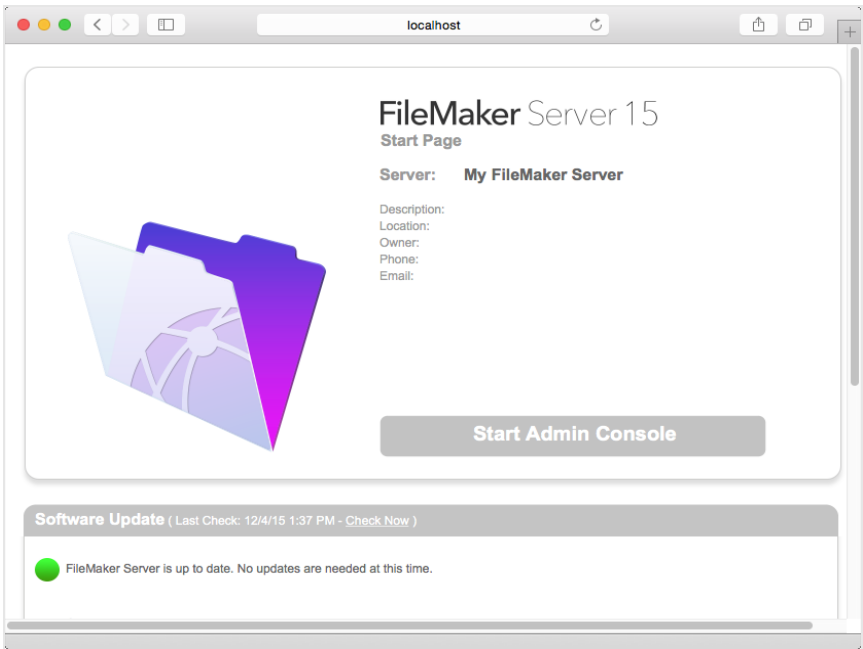 localhost
FileMaker Server 15
Start Page
Server: My FileMaker Server
Description:
Location:
Owner:
Phone:
Email:
Start Admin Console
Software Update ( Last Check: 12/4/15 1:37 PM - Check Now )
FileMaker Server is up to date. No updates are needed at this time.